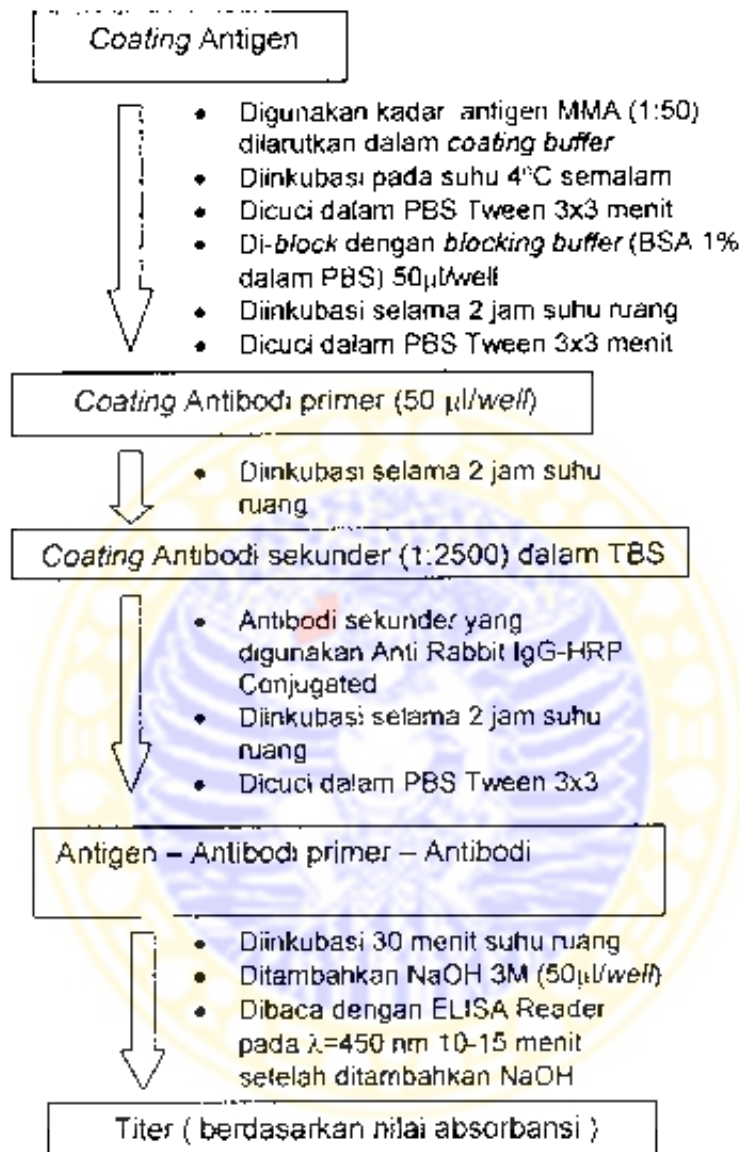 Coating Antigen
• Digunakan kadar antigen MMA (1:50)
dilarutkan dalam coating buffer
• Diinkubasi pada suhu 4°C semalam
• Dicuci dalam PBS Tween 3x3 menit
• Di-block dengan blocking buffer (BSA 1%
dalam PBS) 50µl/well
• Diinkubasi selama 2 jam suhu ruang
• Dicuci dalam PBS Tween 3x3 menit
Coating Antibodi primer (50 µl/well)
• Diinkubasi selama 2 jam suhu
ruang
Coating Antibodi sekunder (1:2500) dalam TBS
• Antibodi sekunder yang
digunakan Anti Rabbit IgG-HRP
Conjugated
• Diinkubasi selama 2 jam suhu
ruang
• Dicuci dalam PBS Tween 3x3
Antigen – Antibodi primer – Antibodi
• Diinkubasi 30 menit suhu ruang
• Ditambahkan NaOH 3M (50µl/well)
• Dibaca dengan ELISA Reader
pada λ=450 nm 10-15 menit
setelah ditambahkan NaOH
Titer ( berdasarkan nilai absorbansi )